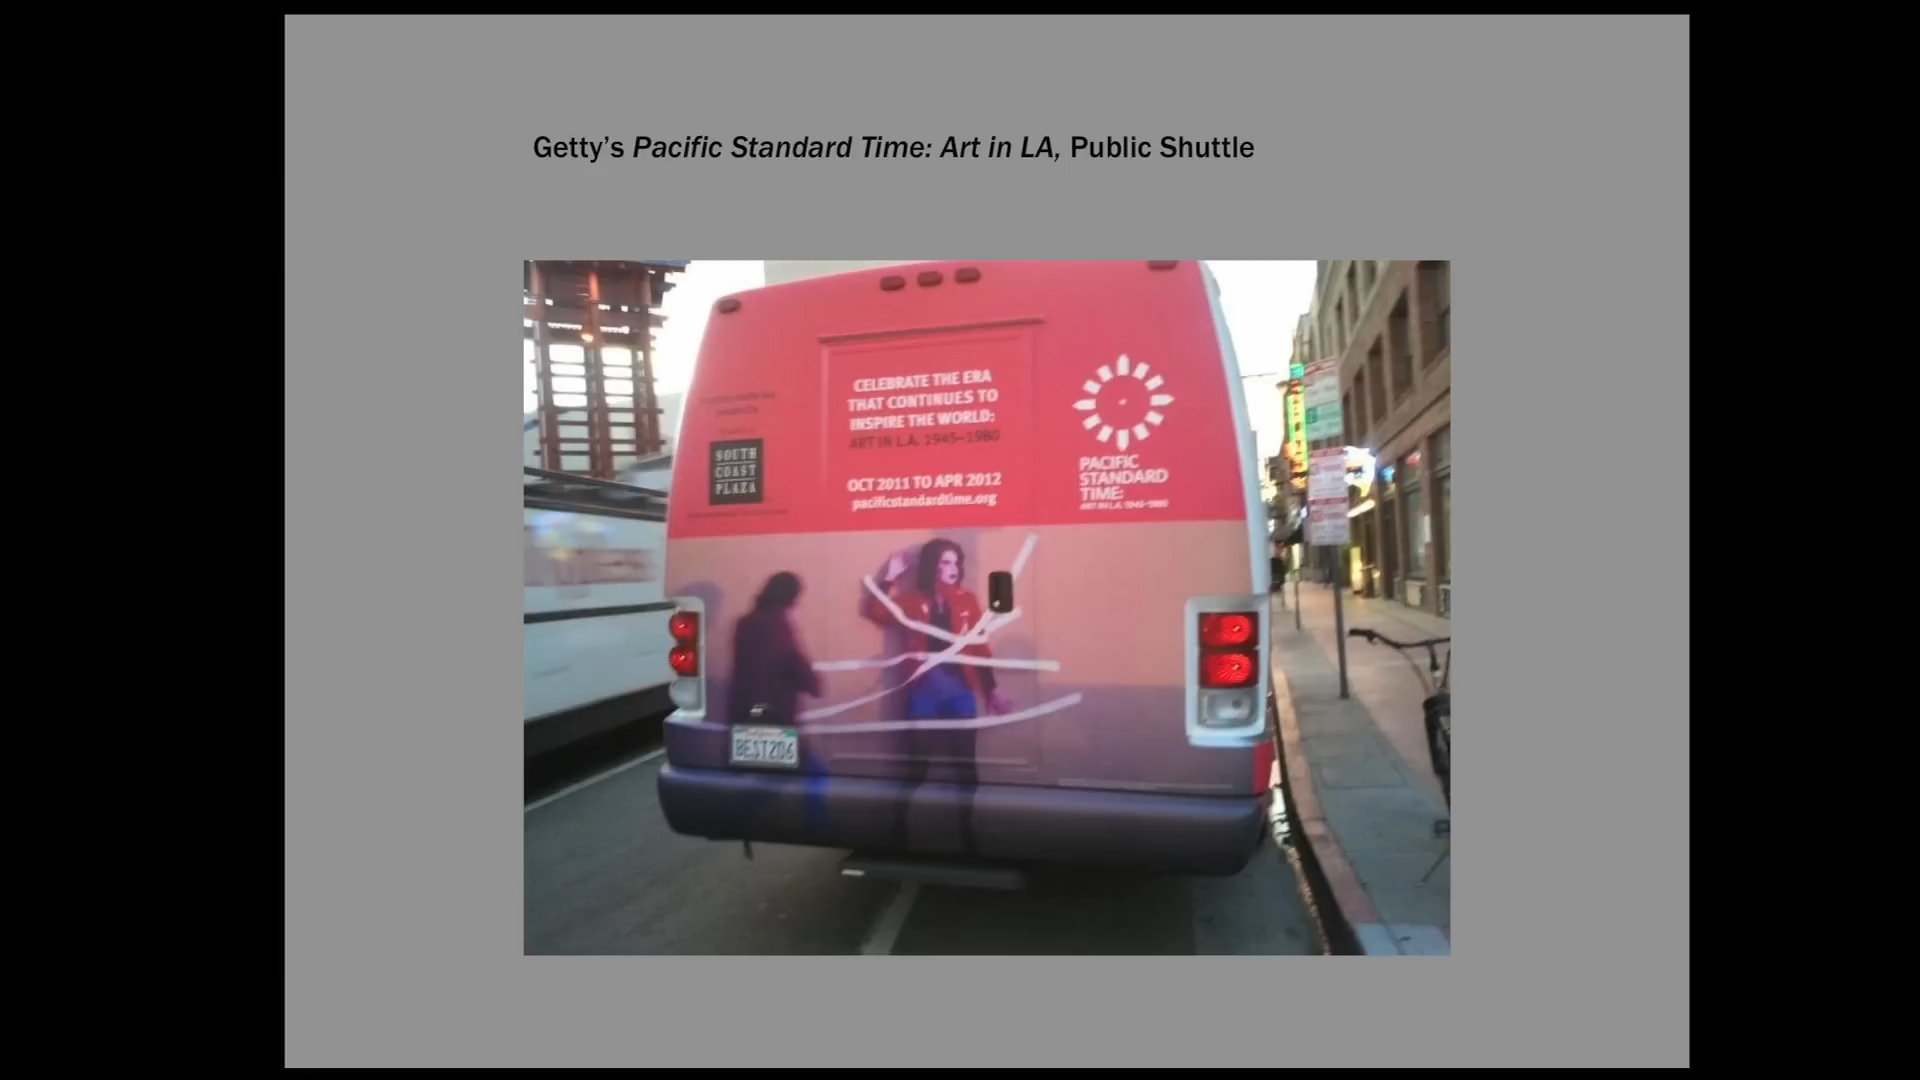 Getty’s Pacific Standard Time: Art in LA, Public Shuttle
CELEBRATE THE ERA
THAT CONTINUES TO
INSPIRE THE WORLD:
ART IN L.A. 1945–1980
OCT 2011 TO APR 2012
pacificstandardtime.org
SOUTH
COAST
PLAZA
PACIFIC
STANDARD
TIME:
ART IN L.A. 1945–1980